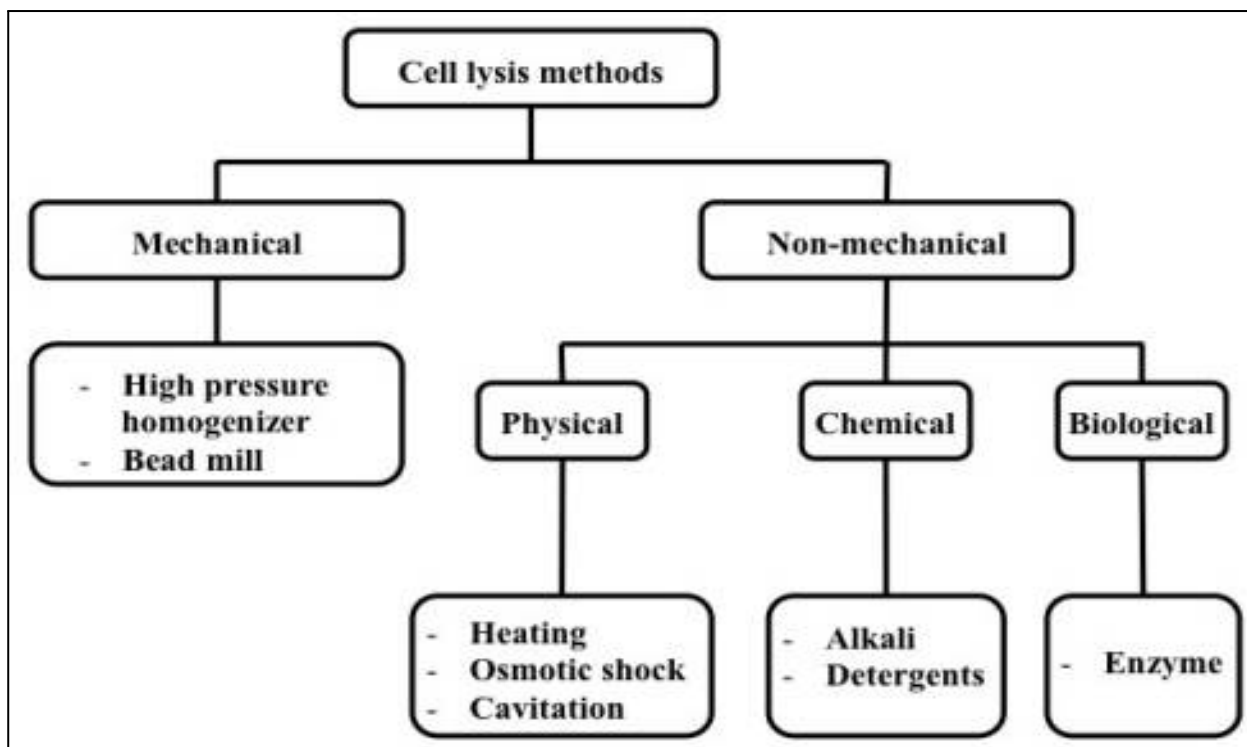 Cell lysis methods
Mechanical
Non-mechanical
- High pressure
homogenizer
- Bead mill
Physical
Chemical
Biological
- Heating
- Osmotic shock
- Cavitation
- Alkali
- Detergents
- Enzyme